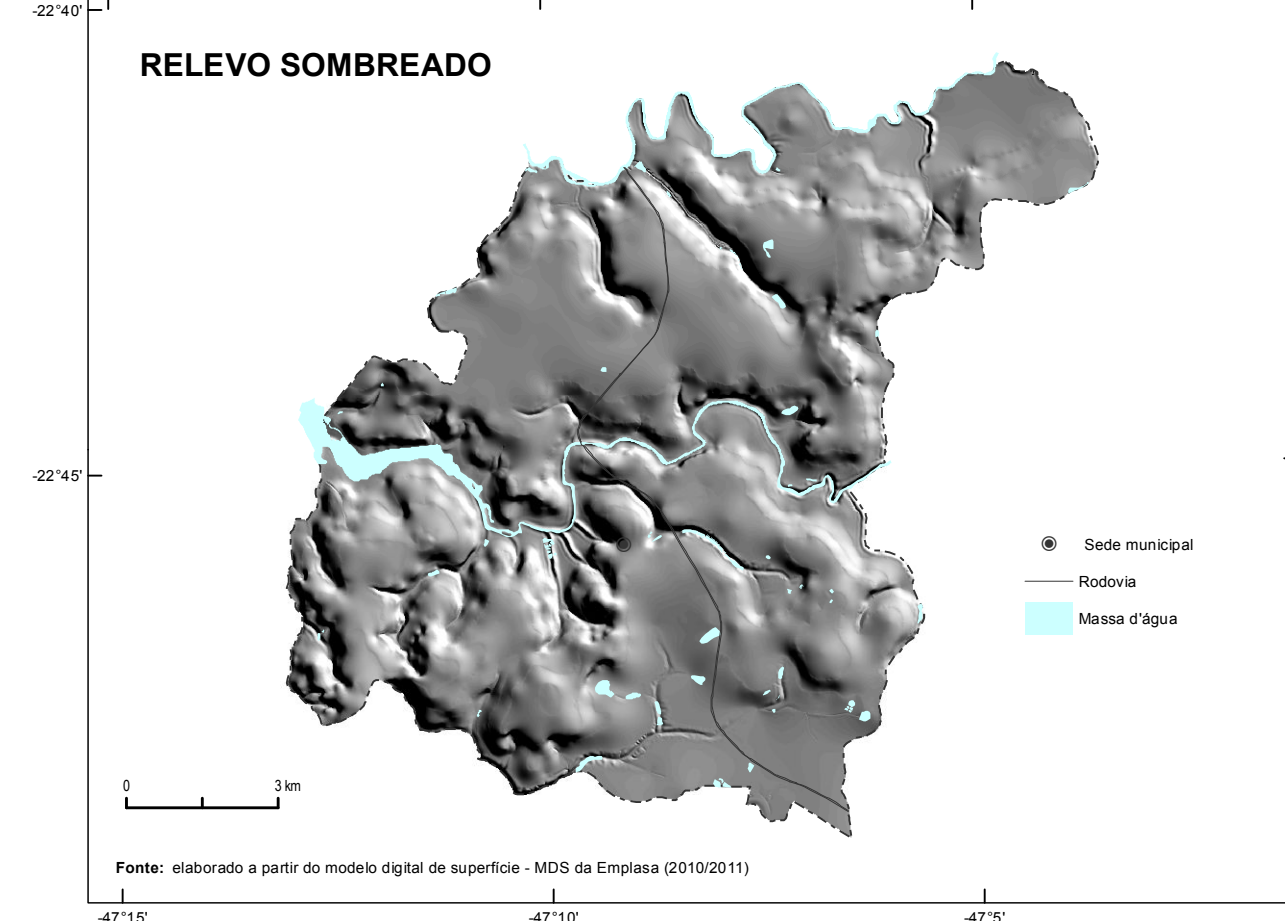 -22°40'
RELEVO SOMBREADO
-22°45'
Sede municipal
Rodovia
Massa d'água
0 3 km
Fonte: elaborado a partir do modelo digital de superfície - MDS da Emplasa (2010/2011)
-47°15' -47°10' -47°5'